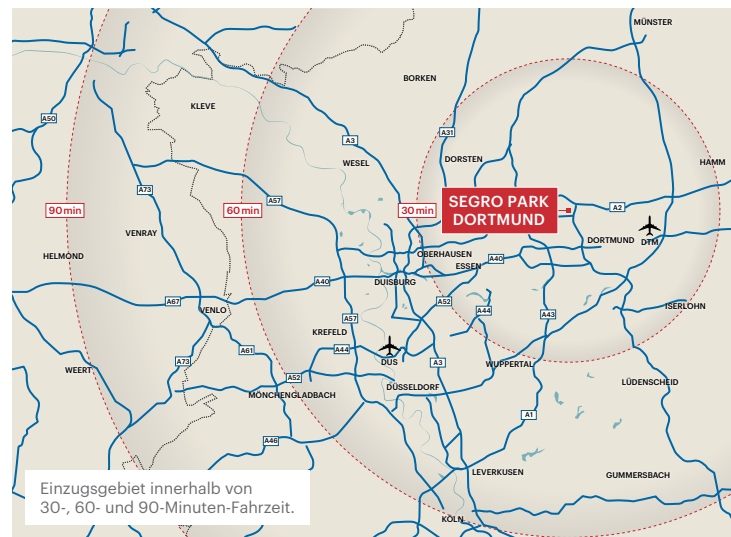 MÜNSTER
BORKEN
KLEVE
A50
A31
A3
WESEL
DORSTEN
HAMM
A73
A57
90 min
60 min
30 min
SEGRO PARK
DORTMUND
A2
VENRAY
DORTMUND
DTM
HELMOND
OBERHAUSEN
ESSEN
A40
DUISBURG
A40
A67
A52
ISERLOHN
VENLO
A44
A43
A57
KREFELD
A44
A61
A73
DUS
A3
WUPPERTAL
WEERT
A52
DÜSSELDORF
LÜDENSCHEID
MÖNCHENGLADBACH
A1
A46
LEVERKUSEN
GUMMERSBACH
Einzugsgebiet innerhalb von
30-, 60- und 90-Minuten-Fahrzeit.
KÖLN